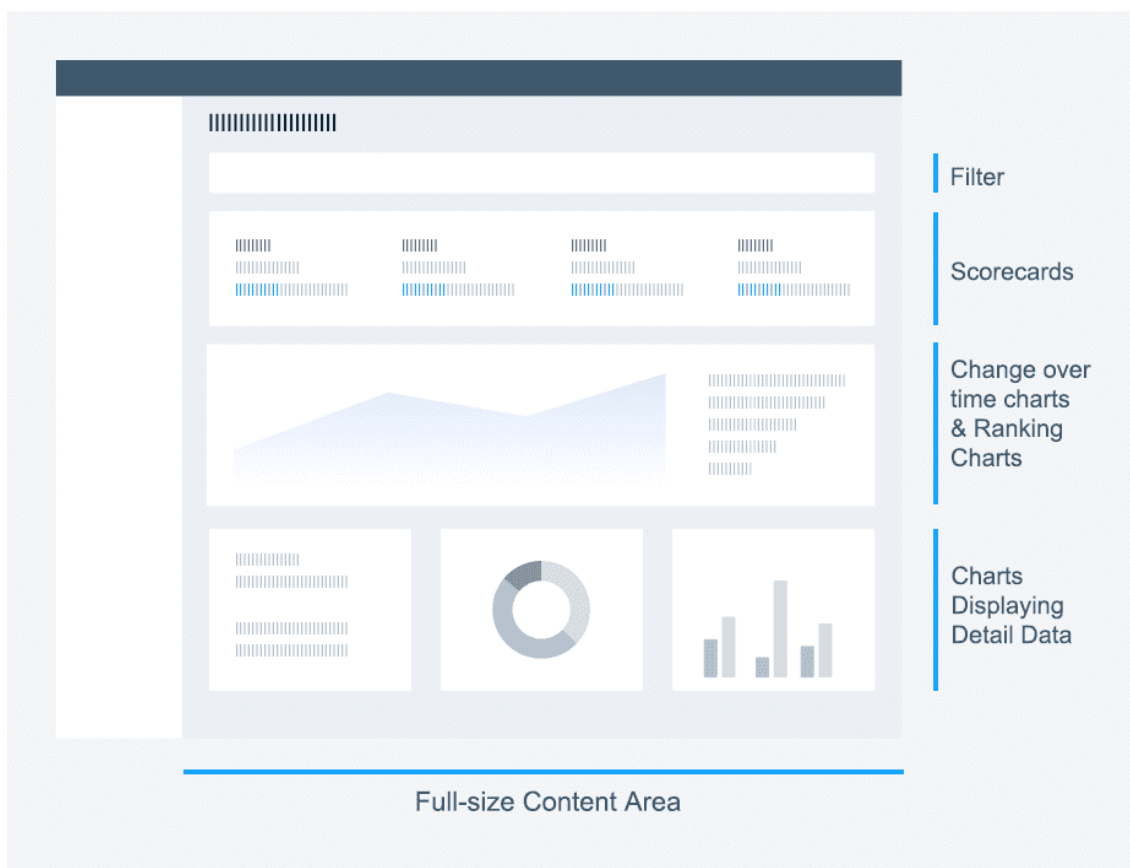 Filter
Scorecards
Change over
time charts
& Ranking
Charts
Charts
Displaying
Detail Data
Full-size Content Area